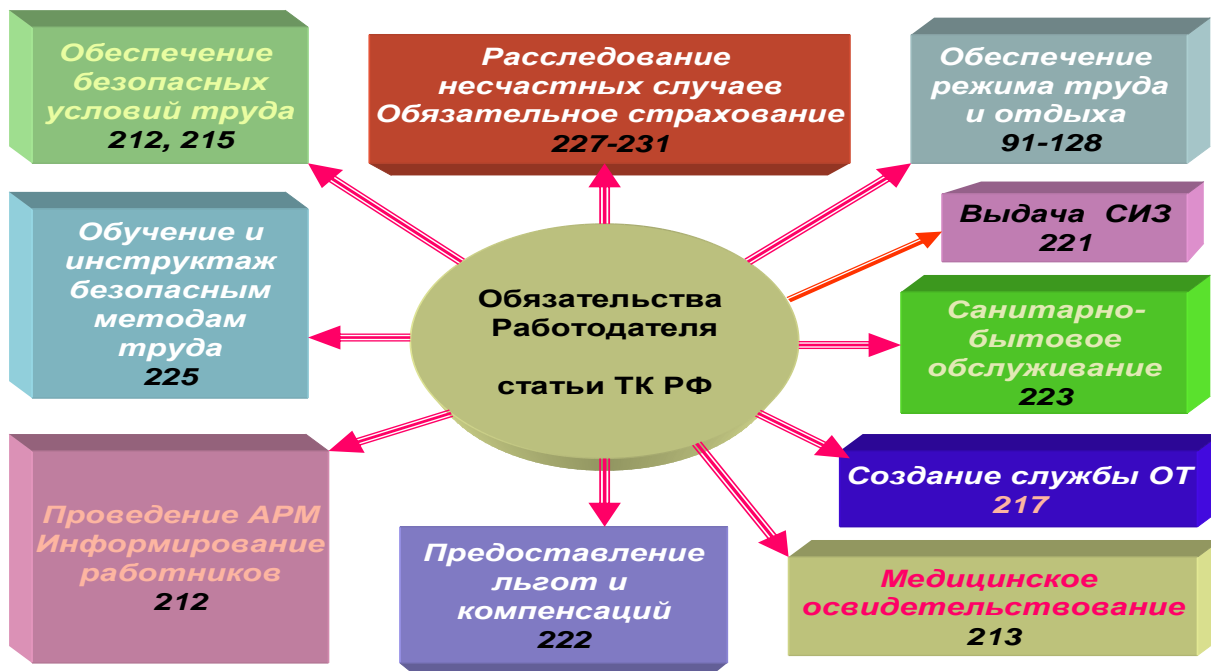 Обеспечение
безопасных
условий труда
212, 215
Расследование
несчастных случаев
Обязательное страхование
227-231
Обеспечение
режима труда
и отдыха
91-128
Обучение и
инструктаж
безопасным
методам
труда
225
Обязательства
Работодателя
статьи ТК РФ
Выдача СИЗ
221
Санитарно-
бытовое
обслуживание
223
Проведение АРМ
Информирование
работников
212
Предоставление
льгот и
компенсаций
222
Создание службы ОТ
217
Медицинское
освидетельствование
213